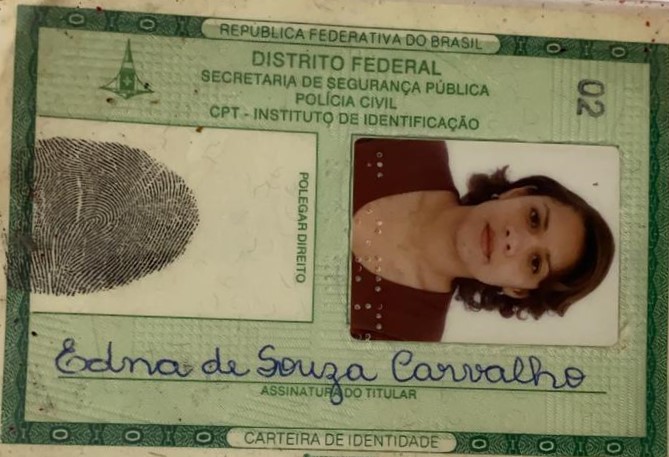 REPÚBLICA FEDERATIVA DO BRASIL
DISTRITO FEDERAL
SECRETARIA DE SEGURANÇA PÚBLICA
POLÍCIA CIVIL
CPT - INSTITUTO DE IDENTIFICAÇÃO
02
POLEGAR DIREITO
Edna de Souza Carvalho
ASSINATURA DO TITULAR
CARTEIRA DE IDENTIDADE